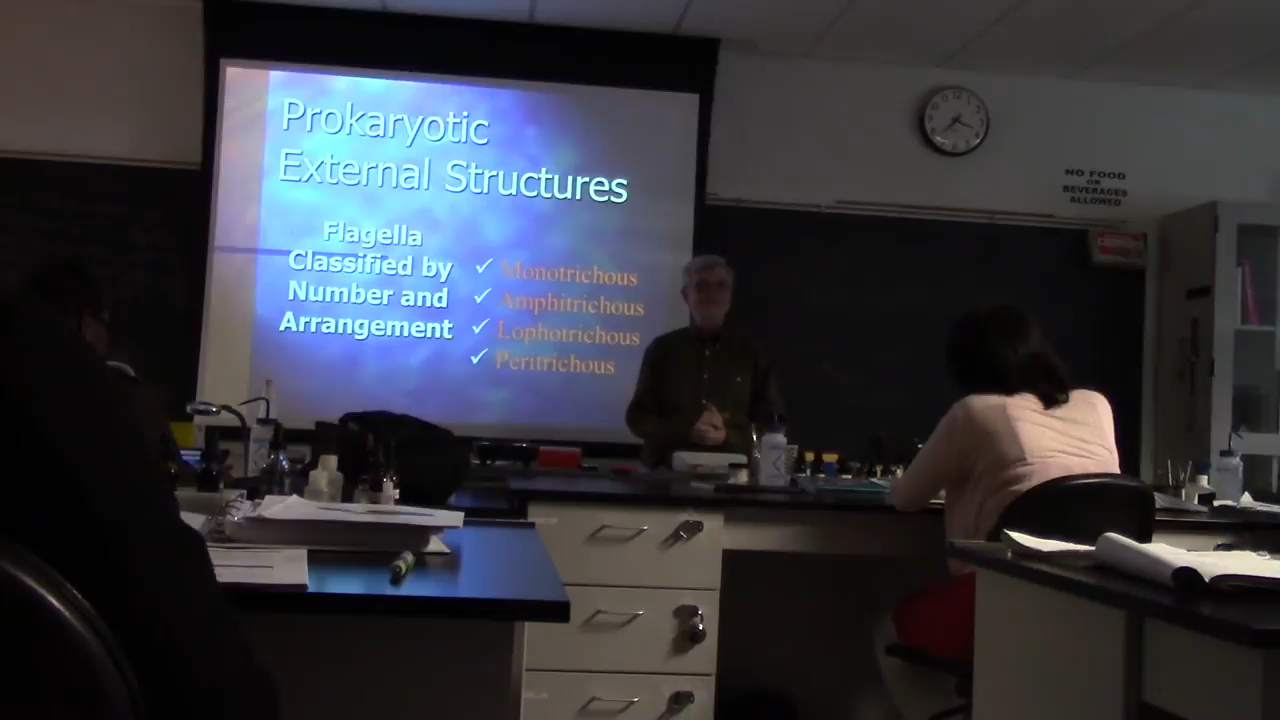 Prokaryotic
External Structures
Flagella
Classified by
Number and
Arrangement
✓ Monotrichous
✓ Amphitrichous
✓ Lophotrichous
✓ Peritrichous
NO FOOD
OR
BEVERAGES
ALLOWED